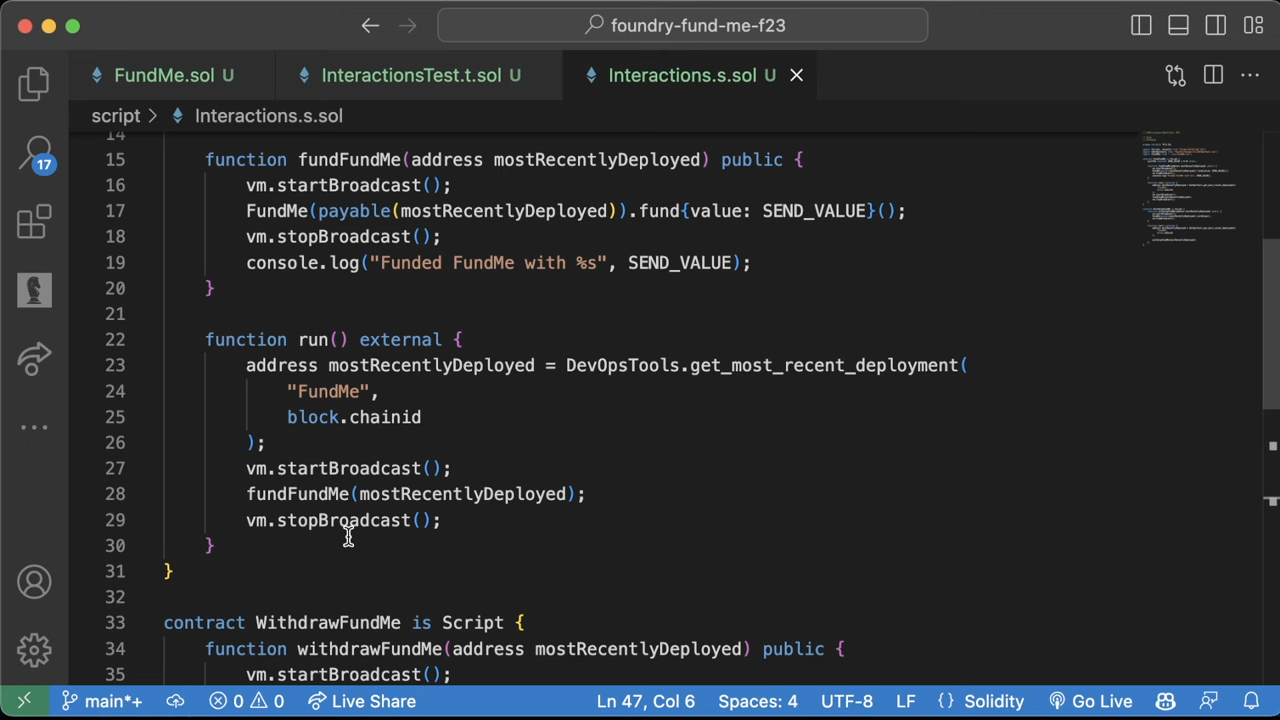 foundry-fund-me-f23
FundMe.sol U
InteractionsTest.t.sol U
Interactions.s.sol U
script > Interactions.s.sol
17
14
15 function fundFundMe(address mostRecentlyDeployed) public {
16 vm.startBroadcast();
17 FundMe(payable(mostRecentlyDeployed)).fund{value: SEND_VALUE}();
18 vm.stopBroadcast();
19 console.log("Funded FundMe with %s", SEND_VALUE);
20 }
21
22 function run() external {
23 address mostRecentlyDeployed = DevOpsTools.get_most_recent_deployment(
24 "FundMe",
25 block.chainid
26 );
27 vm.startBroadcast();
28 fundFundMe(mostRecentlyDeployed);
29 vm.stopBroadcast();
30 }
31 }
32
33 contract WithdrawFundMe is Script {
34 function withdrawFundMe(address mostRecentlyDeployed) public {
35 vm.startBroadcast();
main*+ 0 0 Live Share Ln 47, Col 6 Spaces: 4 UTF-8 LF {} Solidity Go Live